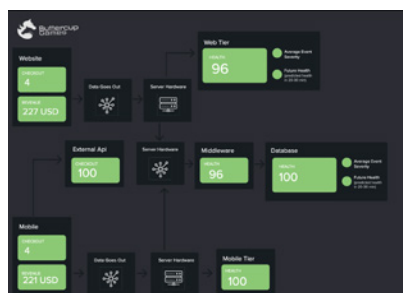 Buttercup
Games
Website
CHECKOUT
4
REVENUE
227 USD
Data Goes Out
Server Hardware
Web Tier
HEALTH
96
Average Event
Severity
Future Health
External Api
CHECKOUT
100
Server Hardware
Middleware
HEALTH
96
Database
HEALTH
100
Average Event
Severity
Future Health
Mobile
CHECKOUT
4
REVENUE
221 USD
Data Goes Out
Server Hardware
Mobile Tier
HEALTH
100